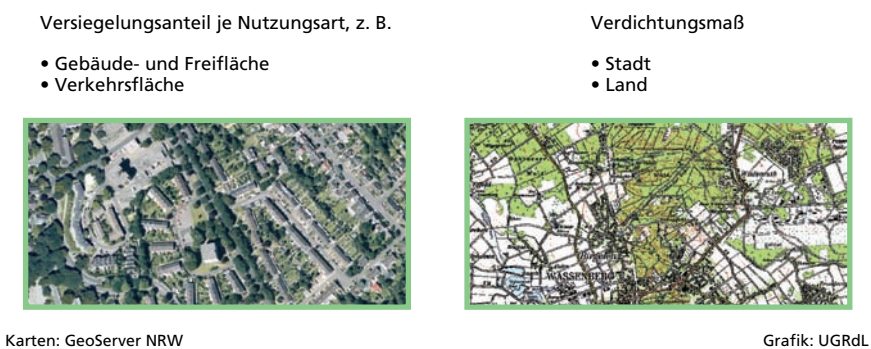 Versiegelungsanteil je Nutzungsart, z. B.
• Gebäude- und Freifläche
• Verkehrsfläche
Verdichtungsmaß
• Stadt
• Land
WASSENBERG
Karten: GeoServer NRW
Grafik: UGRdL